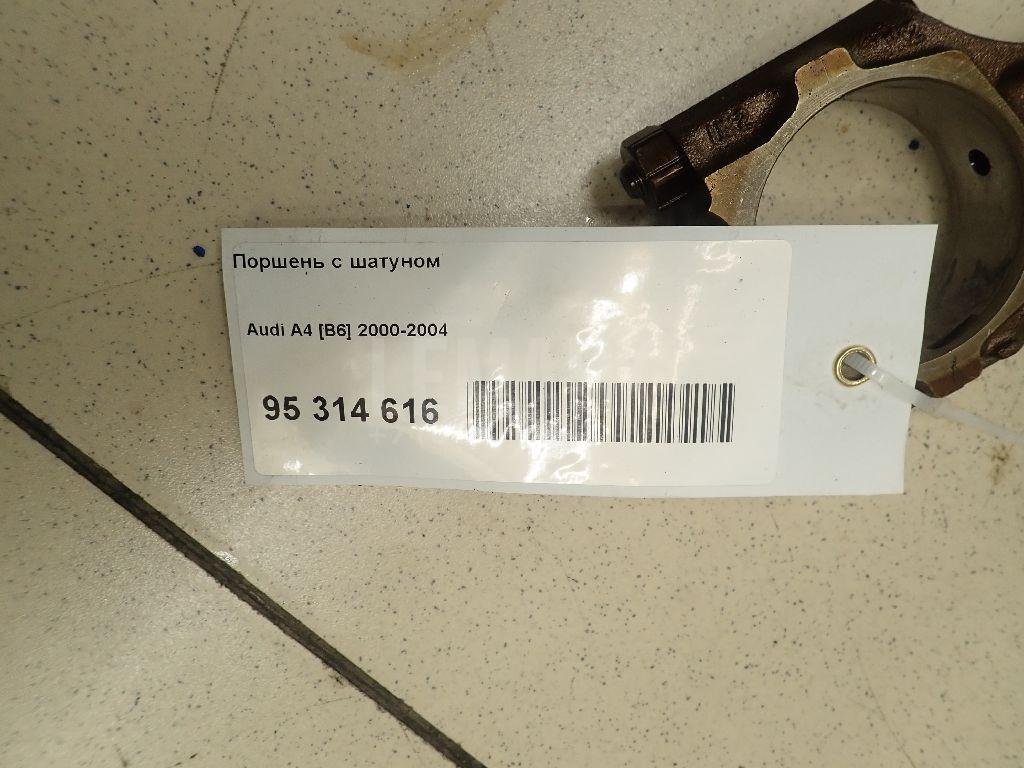 Поршень с шатуном
Audi A4 [B6] 2000-2004
95 314 616